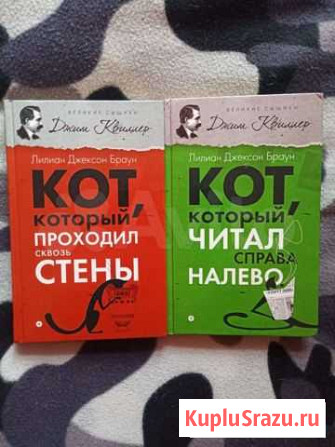 ВЕЛИКИЕ СЫЩИКИ
Джим Квиллер
Лилиан Джексон Браун
КОТ,
который
ПРОХОДИЛ
СКВОЗЬ
СТЕНЫ
ВЕЛИКИЕ СЫЩИКИ
Джим Квиллер
Лилиан Джексон Браун
КОТ,
который
ЧИТАЛ
СПРАВА
НАЛЕВО
KupluSrazu.ru